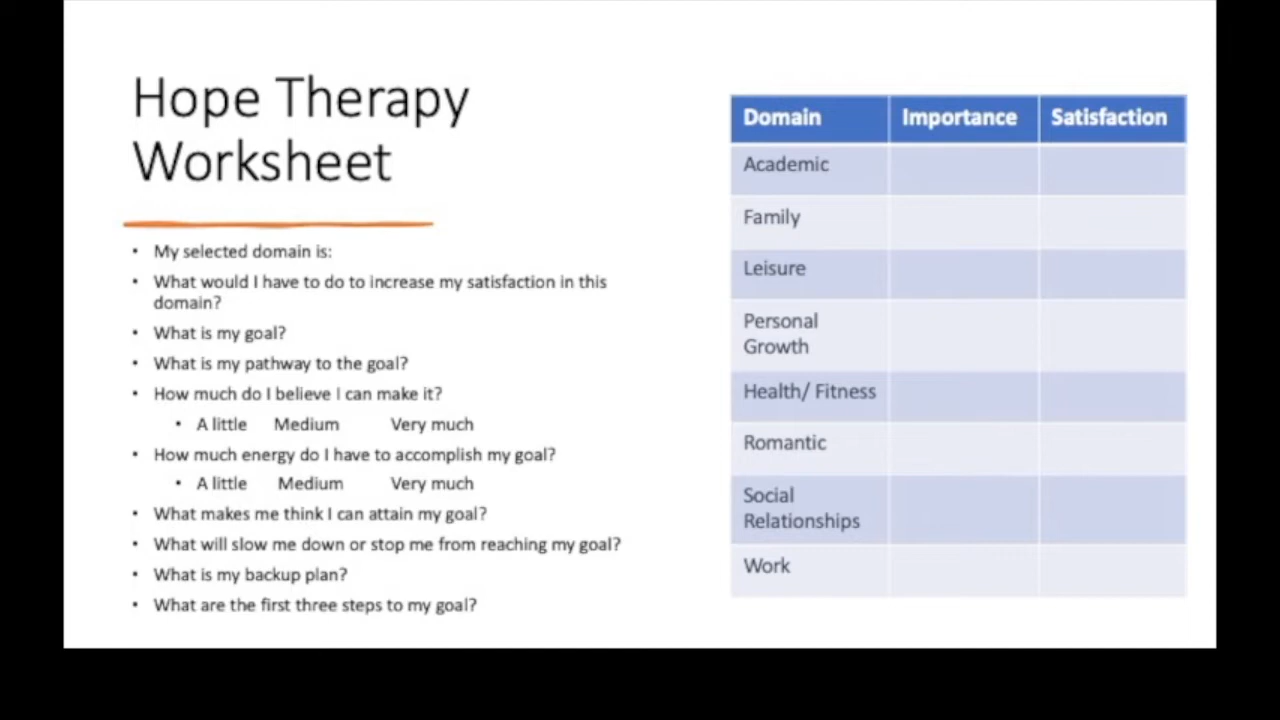 Hope Therapy
Worksheet
• My selected domain is:
• What would I have to do to increase my satisfaction in this
domain?
• What is my goal?
• What is my pathway to the goal?
• How much do I believe I can make it?
• A little Medium Very much
• How much energy do I have to accomplish my goal?
• A little Medium Very much
• What makes me think I can attain my goal?
• What will slow me down or stop me from reaching my goal?
• What is my backup plan?
• What are the first three steps to my goal?
Domain Importance Satisfaction
Academic
Family
Leisure
Personal
Growth
Health/ Fitness
Romantic
Social
Relationships
Work